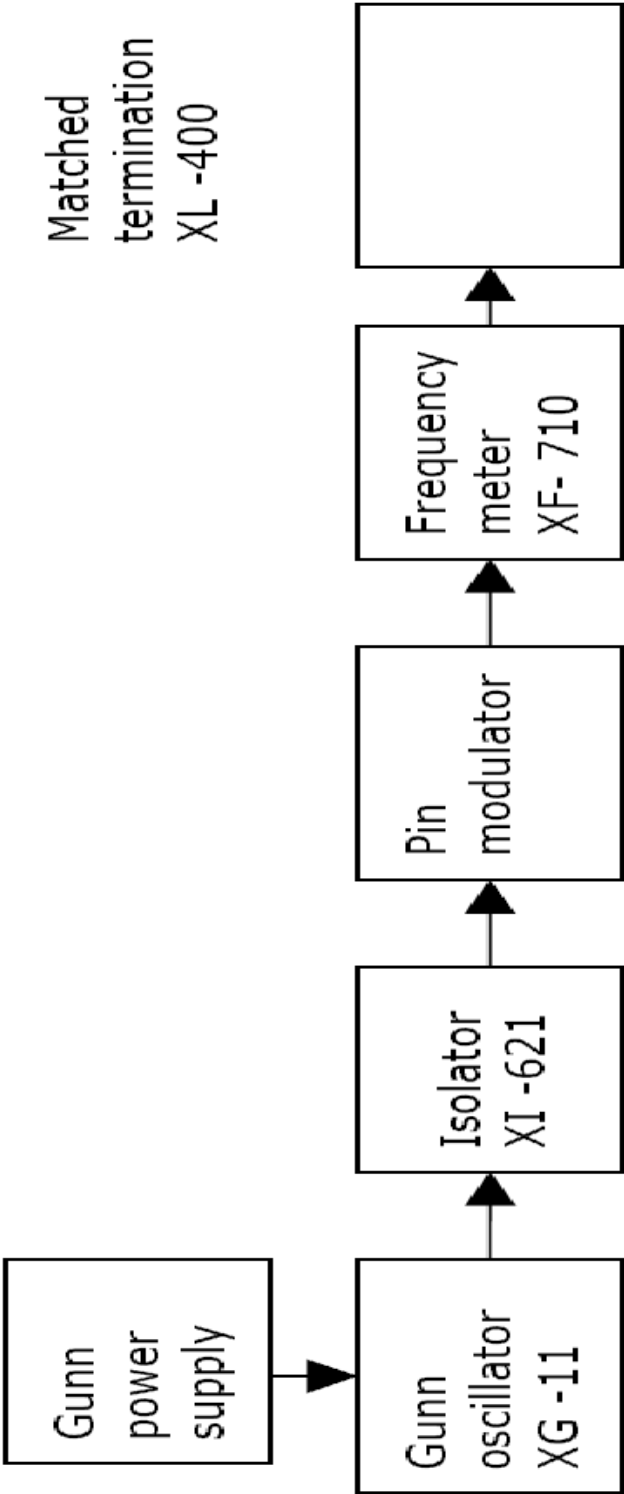 Gunn
power
supply
Matched
termination
XL -400
Gunn
oscillator
XG -11
Isolator
XI -621
Pin
modulator
Frequency
meter
XF- 710